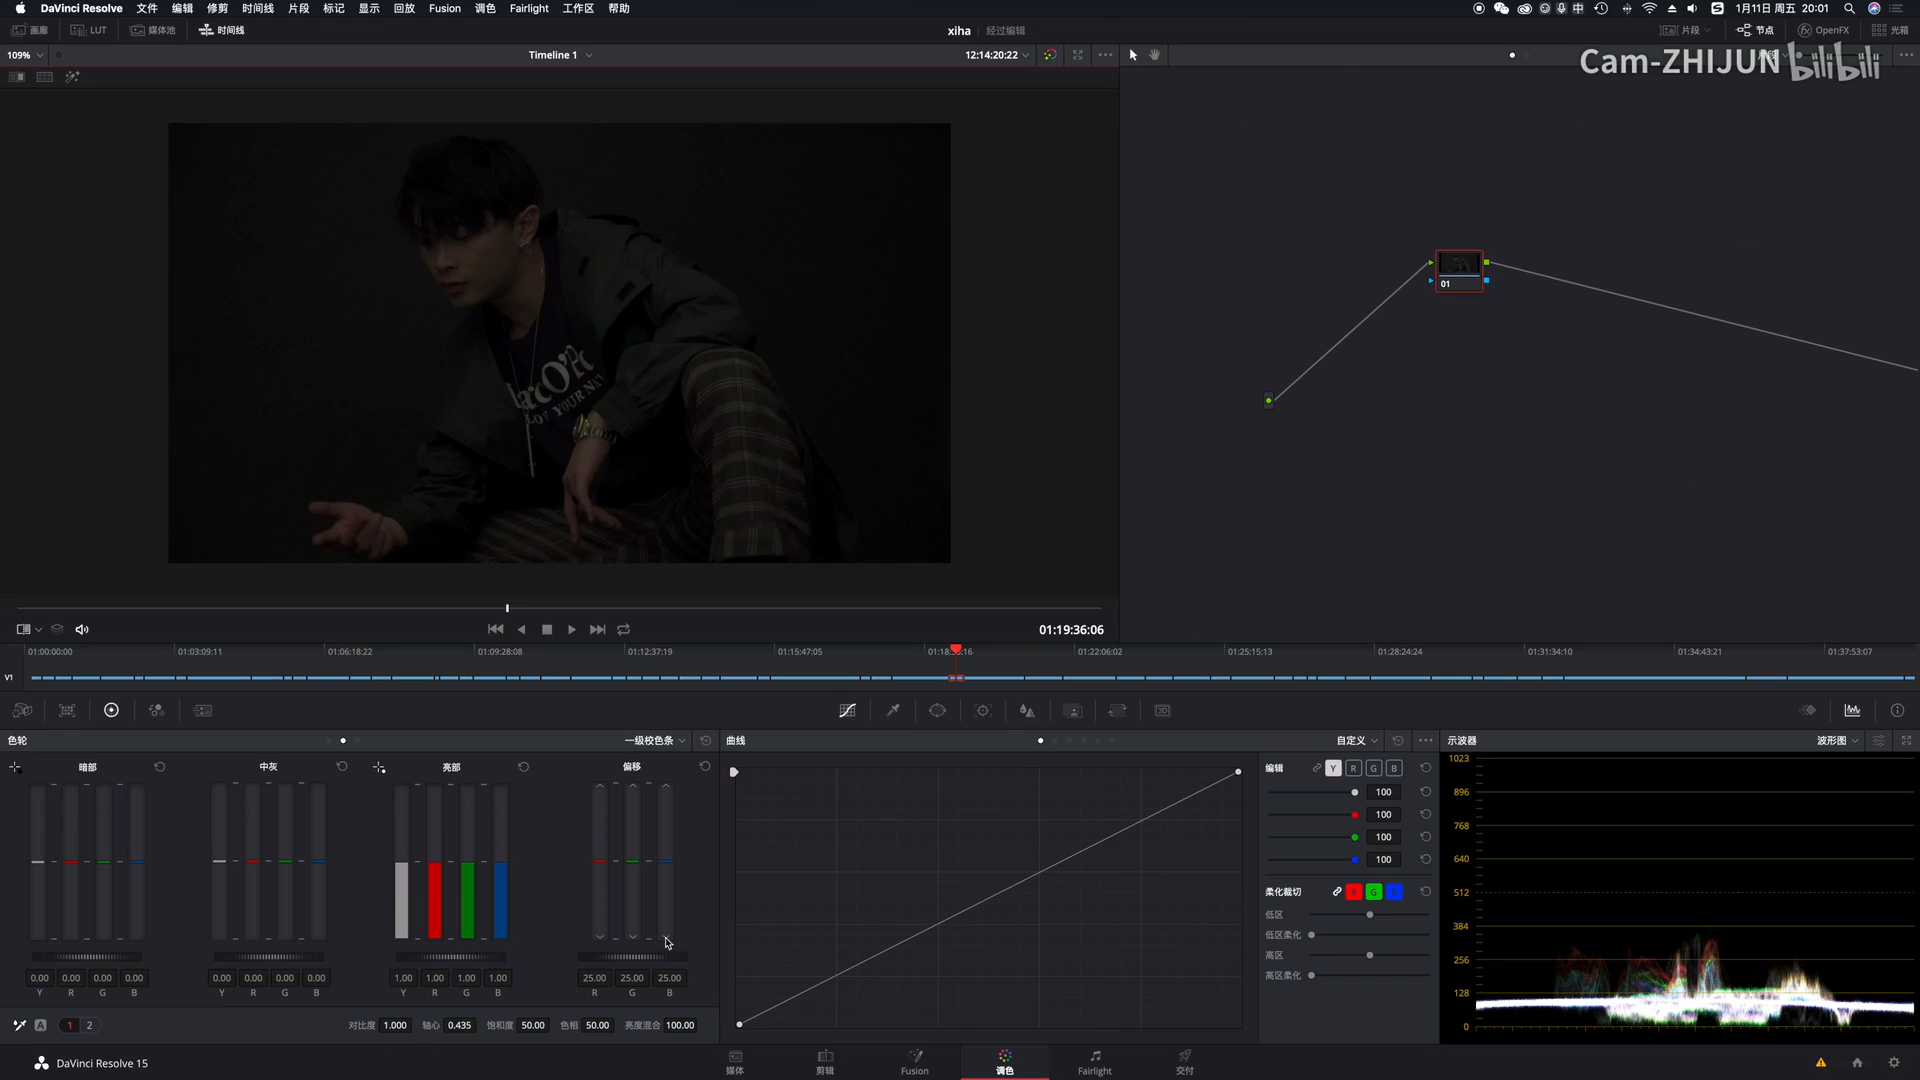 DaVinci Resolve 文件 编辑 修剪 时间线 片段 标记 显示 回放 Fusion 调色 Fairlight 工作区 帮助 中 1月11日 周五 20:01
画廊 LUT 媒体池 时间线 xiha 经过编辑 片段 节点 OpenFX 光箱
109% Timeline 1 12:14:20:22
Cam-ZHIJUN bilibili
01
01:19:36:06
01:00:00:00 01:03:09:11 01:06:18:22 01:09:28:08 01:12:37:19 01:15:47:05 01:22:06:02 01:25:15:13 01:28:24:24 01:31:34:10 01:34:43:21 01:37:53:07
V1
色轮 一级校色条 曲线 自定义 示波器 波形图
暗部 中灰 亮部 偏移
编辑 Y R G B
100
100
100
100
柔化裁切 G
低区
低区柔化
高区
高区柔化
1023
896
768
640
512
384
256
128
0
0.00 0.00 0.00 0.00 0.00 0.00 0.00 0.00 1.00 1.00 1.00 1.00 25.00 25.00 25.00
Y R G B Y R G B Y R G B R G B
A 1 2 对比度 1.000 轴心 0.435 饱和度 50.00 色相 50.00 亮度混合 100.00
DaVinci Resolve 15 媒体 剪辑 Fusion 调色 Fairlight 交付